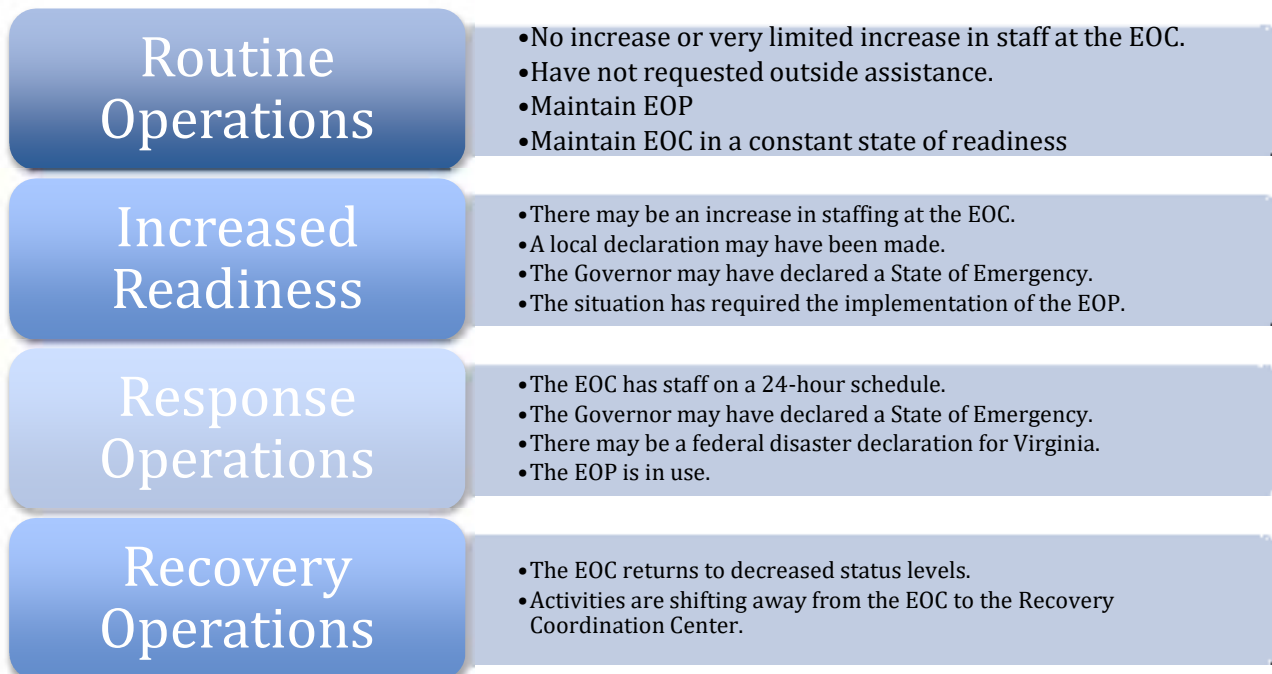 Routine
Operations
•No increase or very limited increase in staff at the EOC.
•Have not requested outside assistance.
•Maintain EOP
•Maintain EOC in a constant state of readiness
Increased
Readiness
•There may be an increase in staffing at the EOC.
•A local declaration may have been made.
•The Governor may have declared a State of Emergency.
•The situation has required the implementation of the EOP.
Response
Operations
•The EOC has staff on a 24-hour schedule.
•The Governor may have declared a State of Emergency.
•There may be a federal disaster declaration for Virginia.
•The EOP is in use.
Recovery
Operations
•The EOC returns to decreased status levels.
•Activities are shifting away from the EOC to the Recovery
Coordination Center.